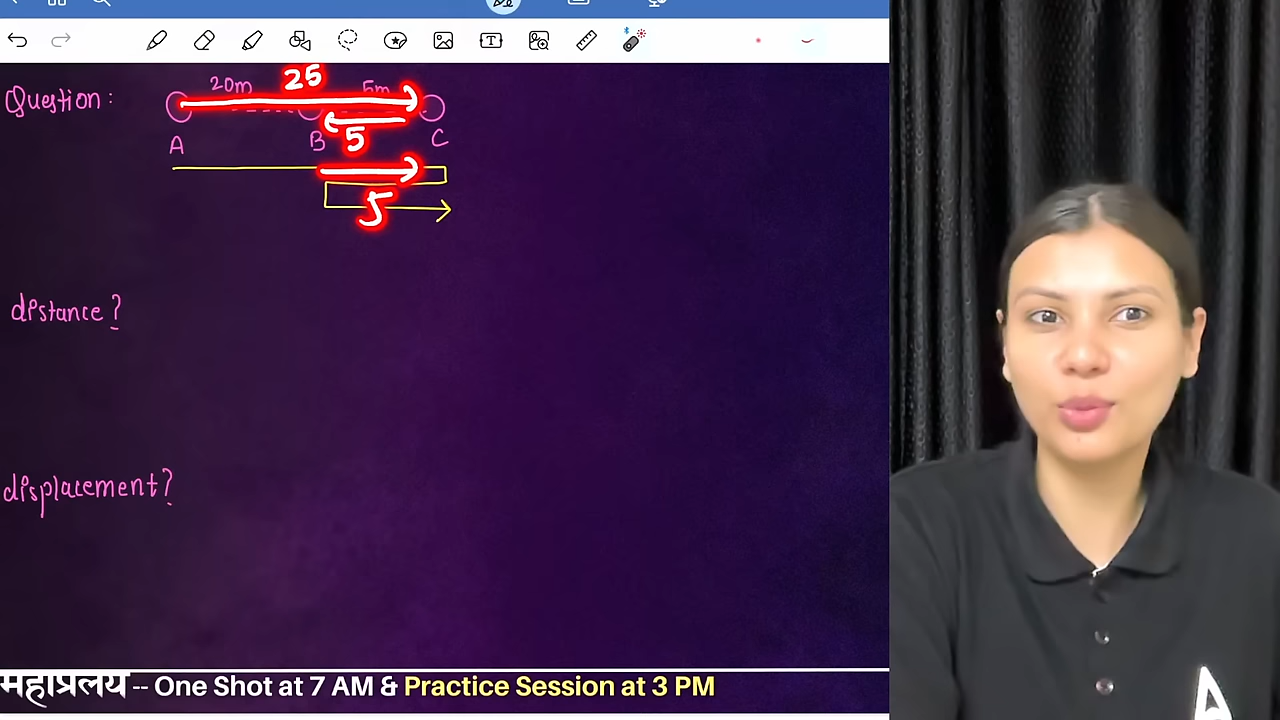 Question :
20m 25 5m
5
A B C
5
distance ?
displacement ?
महाप्रलय -- One Shot at 7 AM & Practice Session at 3 PM